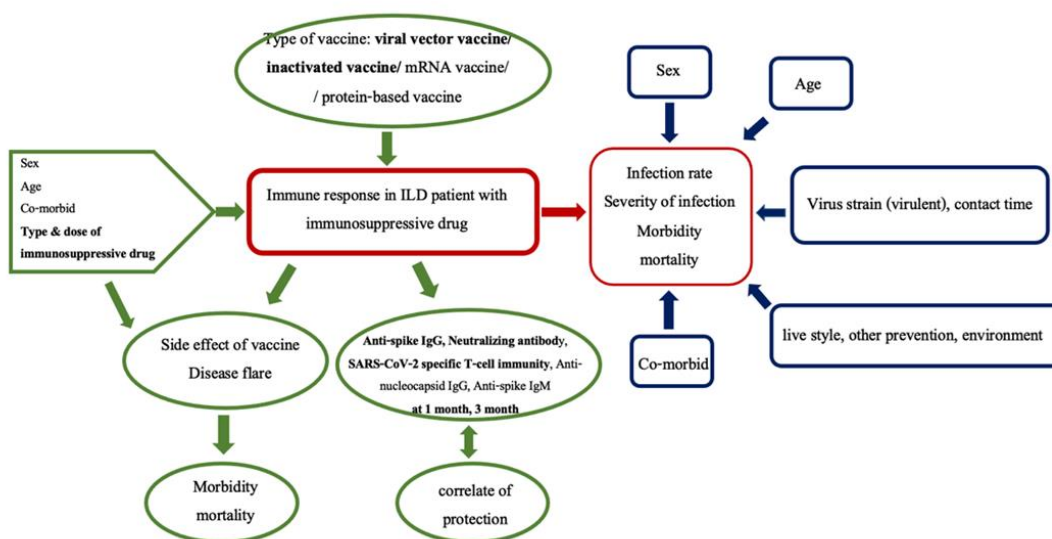 Type of vaccine: viral vector vaccine/
inactivated vaccine/ mRNA vaccine/
/ protein-based vaccine
Sex
Age
Co-morbid
Type & dose of
immunosuppressive drug
Immune response in ILD patient with
immunosuppressive drug
Side effect of vaccine
Disease flare
Morbidity
mortality
Anti-spike IgG, Neutralizing antibody,
SARS-CoV-2 specific T-cell immunity, Anti-
nucleocapsid IgG, Anti-spike IgM
at 1 month, 3 month
correlate of
protection
Sex
Age
Infection rate
Severity of infection
Morbidity
mortality
Virus strain (virulent), contact time
live style, other prevention, environment
Co-morbid